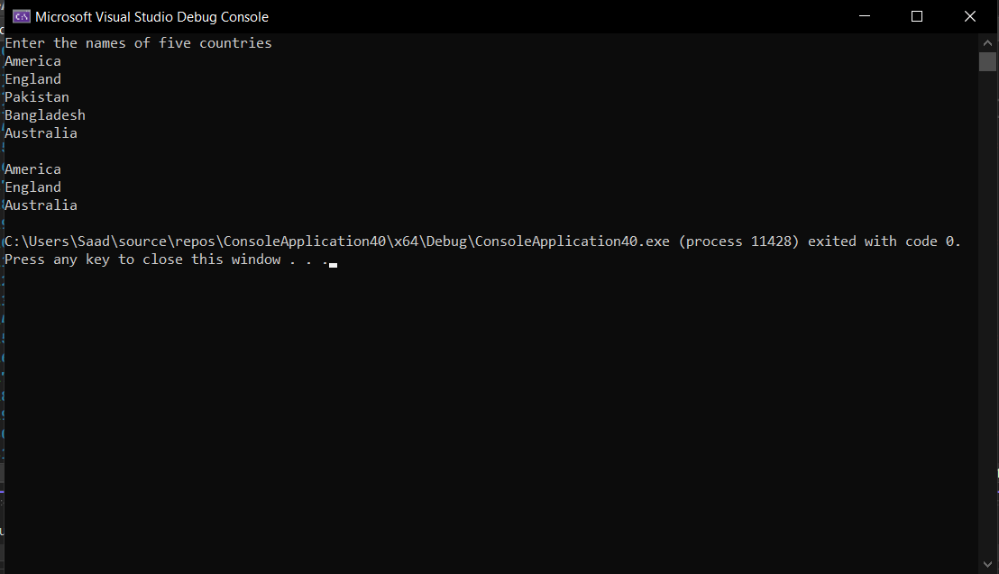 Microsoft Visual Studio Debug Console
Enter the names of five countries
America
England
Pakistan
Bangladesh
Australia
America
England
Australia
C:\Users\Saad\source\repos\ConsoleApplication40\x64\Debug\ConsoleApplication40.exe (process 11428) exited with code 0.
Press any key to close this window . . .